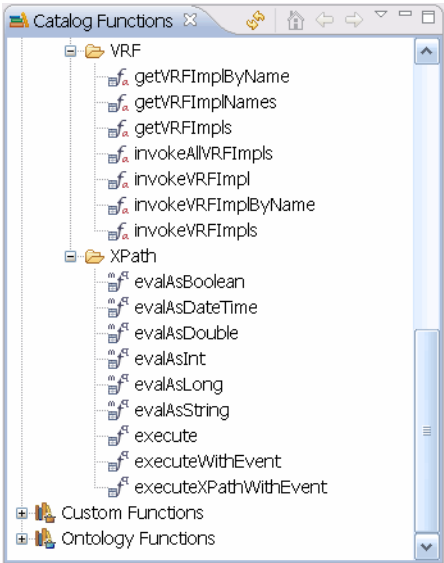 Catalog Functions
VRF
getVRFImplByName
getVRFImplNames
getVRFImpls
invokeAllVRFImpls
invokeVRFImpl
invokeVRFImplByName
invokeVRFImpls
XPath
evalAsBoolean
evalAsDateTime
evalAsDouble
evalAsInt
evalAsLong
evalAsString
execute
executeWithEvent
executeXPathWithEvent
Custom Functions
Ontology Functions